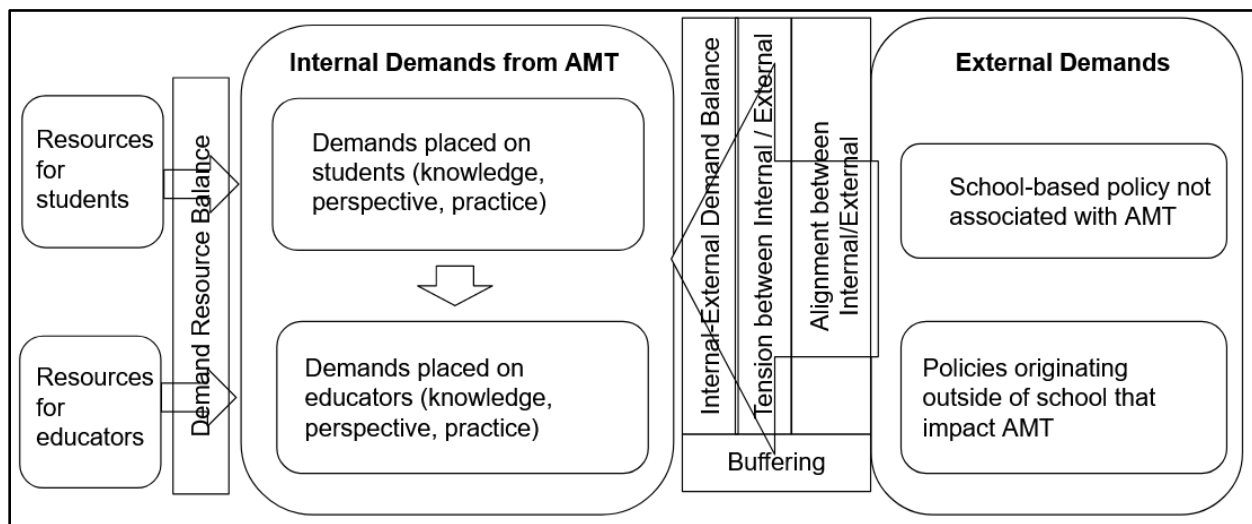 Resources
for
students
Resources
for
educators
Demand Resource Balance
Internal Demands from AMT
Demands placed on
students (knowledge,
perspective, practice)
Demands placed on
educators (knowledge,
perspective, practice)
Internal-External Demand Balance
Tension between Internal / External
Alignment between
Internal/External
Buffering
External Demands
School-based policy not
associated with AMT
Policies originating
outside of school that
impact AMT